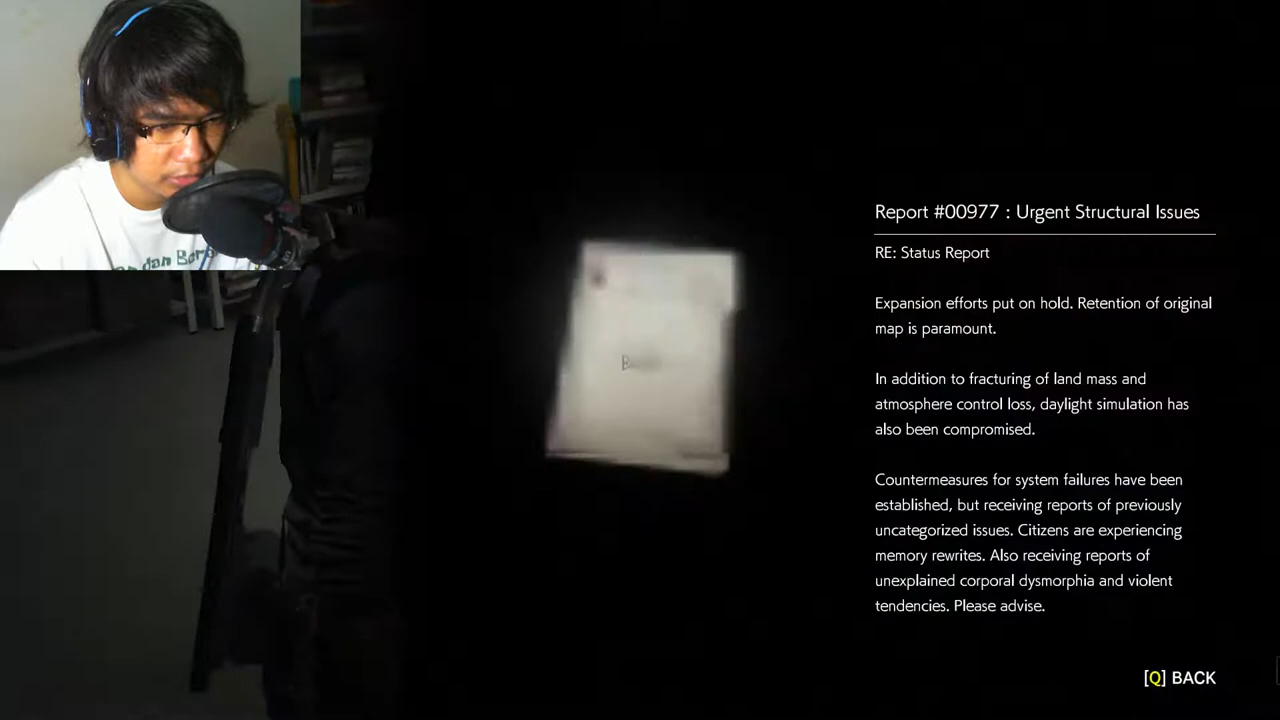 Report #00977 : Urgent Structural Issues
RE: Status Report
Expansion efforts put on hold. Retention of original
map is paramount.
In addition to fracturing of land mass and
atmosphere control loss, daylight simulation has
also been compromised.
Countermeasures for system failures have been
established, but receiving reports of previously
uncategorized issues. Citizens are experiencing
memory rewrites. Also receiving reports of
unexplained corporal dysmorphia and violent
tendencies. Please advise.
[Q] BACK